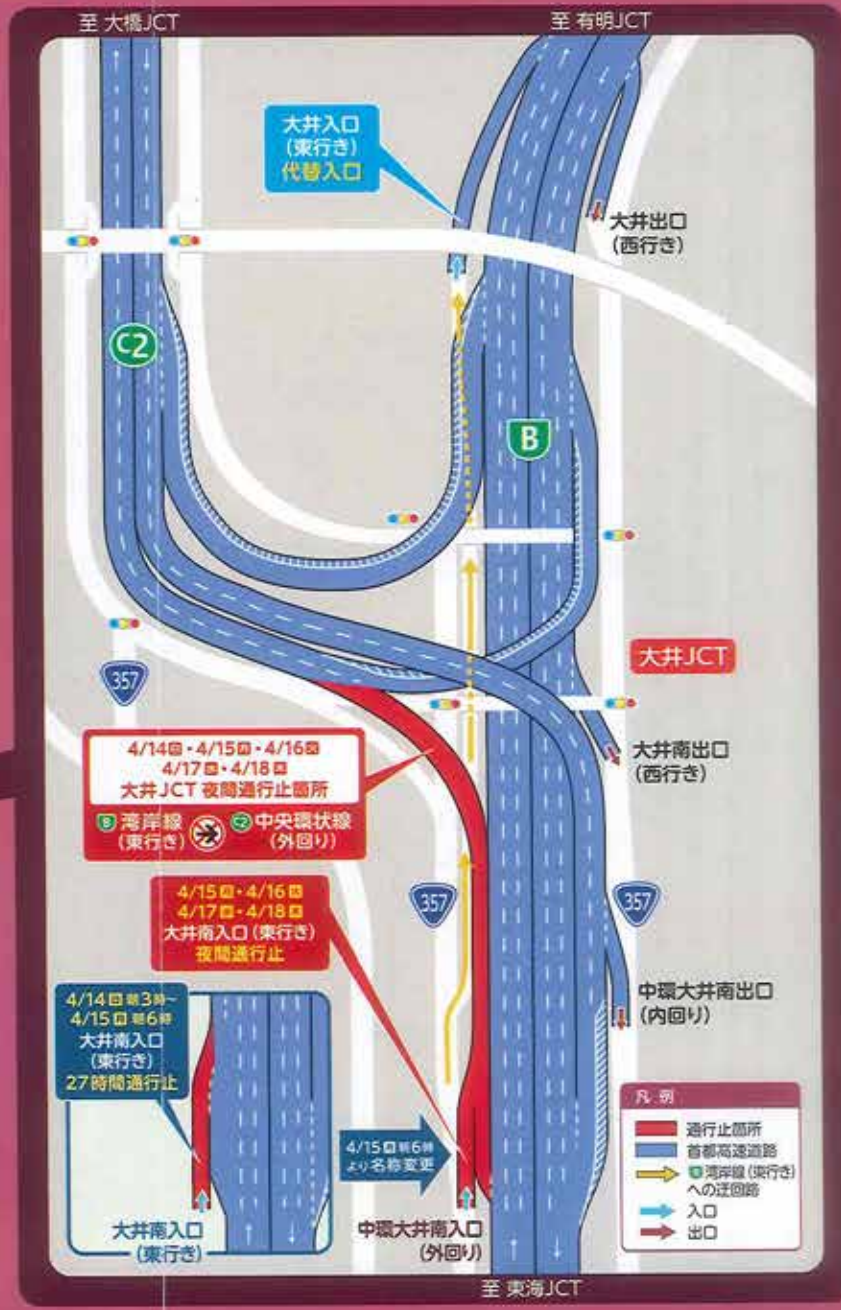 至 大橋JCT
至 有明JCT
大井入口
(東行き)
代替入口
大井出口
(西行き)
C2
B
357
大井JCT
4/14日・4/15月・4/16火
4/17水・4/18木
大井JCT 夜間通行止箇所
B 湾岸線
(東行き)
C2 中央環状線
(外回り)
大井南出口
(西行き)
4/15月・4/16火
4/17水・4/18木
大井南入口(東行き)
夜間通行止
357
357
中環大井南出口
(内回り)
4/14日 朝3時~
4/15月 朝6時
大井南入口
(東行き)
27時間通行止
4/15月 朝6時
より名称変更
大井南入口
(東行き)
中環大井南入口
(外回り)
凡 例
通行止箇所
首都高速道路
B 湾岸線(東行き)
への迂回路
入口
出口
至 東海JCT